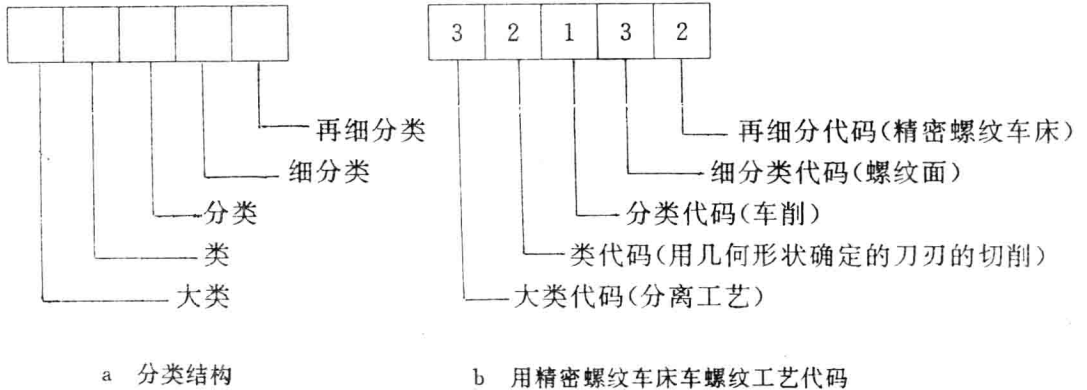 3 2 1 3 2
再细分类
细分类
分类
类
大类
再细分代码(精密螺纹车床)
细分类代码(螺纹面)
分类代码(车削)
类代码(用几何形状确定的刀刃的切削)
大类代码(分离工艺)
a 分类结构
b 用精密螺纹车床车螺纹工艺代码